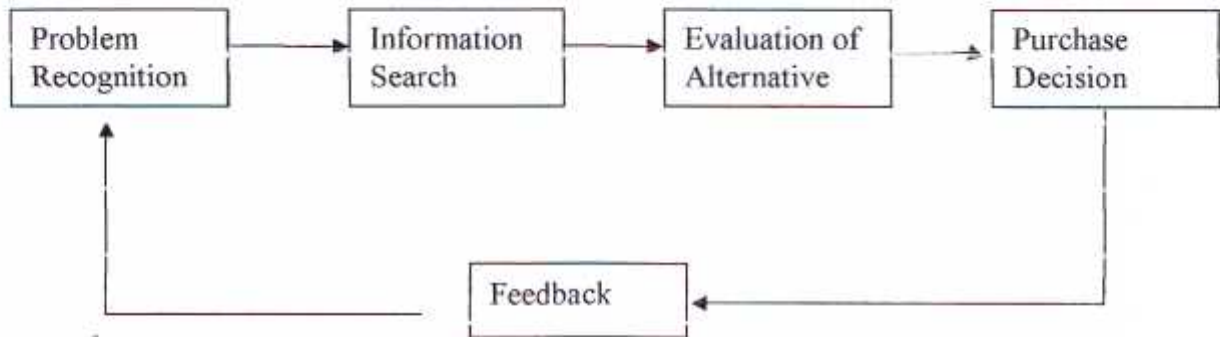 Problem
Recognition
Information
Search
Evaluation of
Alternative
Purchase
Decision
Feedback